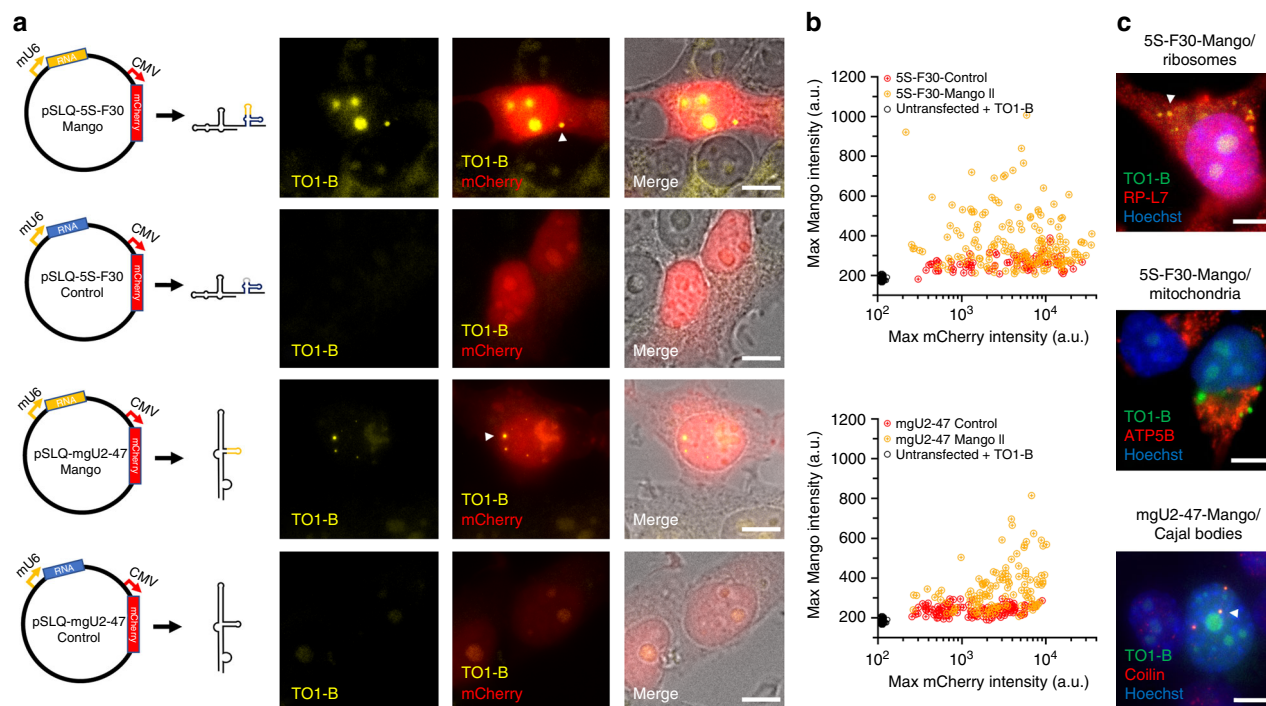 a
mU6
RNA
CMV
pSLQ-5S-F30
Mango
mCherry
TO1-B
TO1-B
mCherry
Merge
mU6
RNA
CMV
pSLQ-5S-F30
Control
mCherry
TO1-B
TO1-B
mCherry
Merge
mU6
RNA
CMV
pSLQ-mgU2-47
Mango
mCherry
TO1-B
TO1-B
mCherry
Merge
mU6
RNA
CMV
pSLQ-mgU2-47
Control
mCherry
TO1-B
TO1-B
mCherry
Merge
b
1200
1000
800
600
400
200
Max Mango intensity (a.u.)
5S-F30-Control
5S-F30-Mango II
Untransfected + TO1-B
10²
10³
10⁴
Max mCherry intensity (a.u.)
1200
1000
800
600
400
200
Max Mango intensity (a.u.)
mgU2-47 Control
mgU2-47 Mango II
Untransfected + TO1-B
10²
10³
10⁴
Max mCherry intensity (a.u.)
c
5S-F30-Mango/
ribosomes
TO1-B
RP-L7
Hoechst
5S-F30-Mango/
mitochondria
TO1-B
ATP5B
Hoechst
mgU2-47-Mango/
Cajal bodies
TO1-B
Coilin
Hoechst